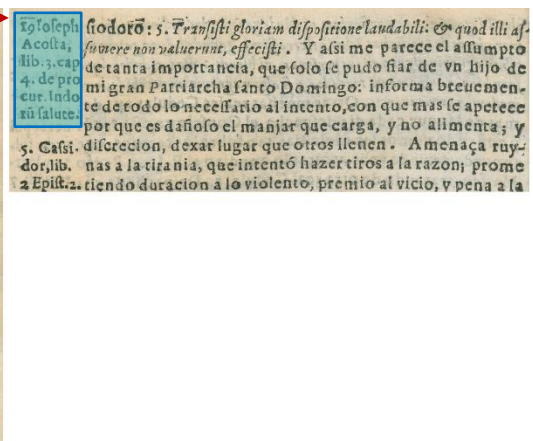 19 Ioseph
Acosta,
lib. 3. cap
4. de pro
cur. Indo
rũ salute.
siodorõ: 5. Transisti gloriam dispositione laudabili: & quod illi as-
sumere non valuerunt, effecisti. Y assi me parece el assumpto
de tanta importancia, que solo se pudo fiar de vn hijo de
mi gran Patriarcha santo Domingo: informa breuemen-
te de todo lo necessario al intento, con que mas se apetece
por que es dañoso el manjar que carga, y no alimenta; y
discrecion, dexar lugar que otros llenen. Amenaça ruy-
nas a la tirania, que intentó hazer tiros a la razon; prome
tiendo duracion a lo violento, premio al vicio, y pena a la
5. Cassi-
dor, lib.
2 Epist. 2.